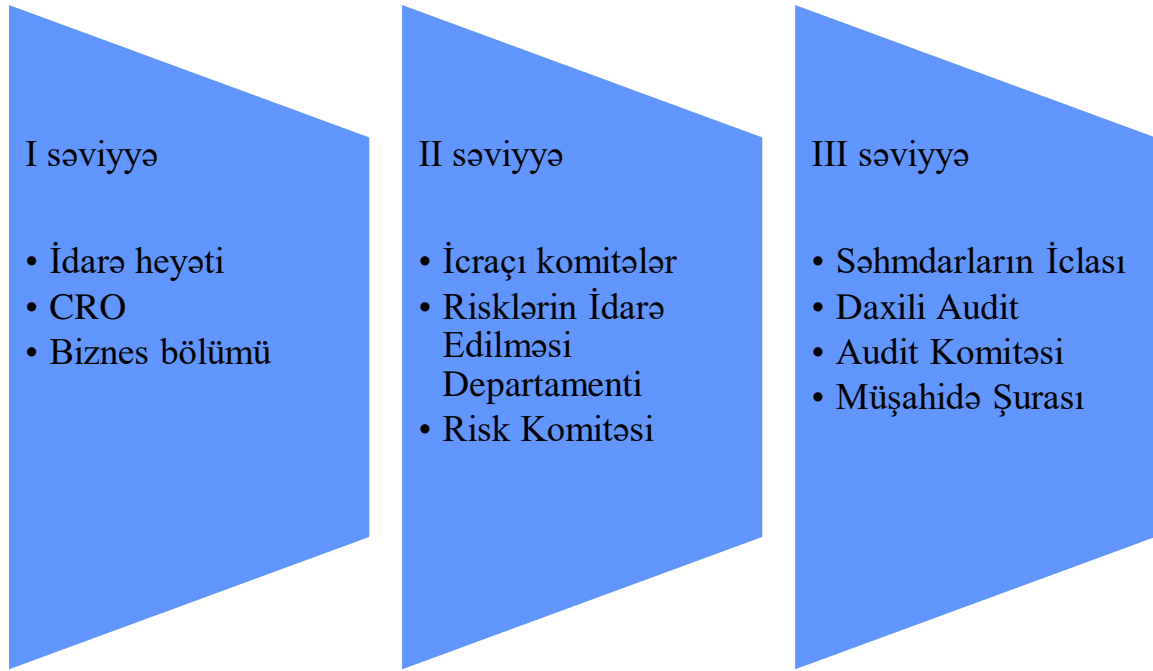 I səviyyə
• İdarə heyəti
• CRO
• Biznes bölümü
II səviyyə
• İcraçı komitələr
• Risklərin İdarə
Edilməsi
Departamenti
• Risk Komitəsi
III səviyyə
• Səhmdarların İclası
• Daxili Audit
• Audit Komitəsi
• Müşahidə Şurası